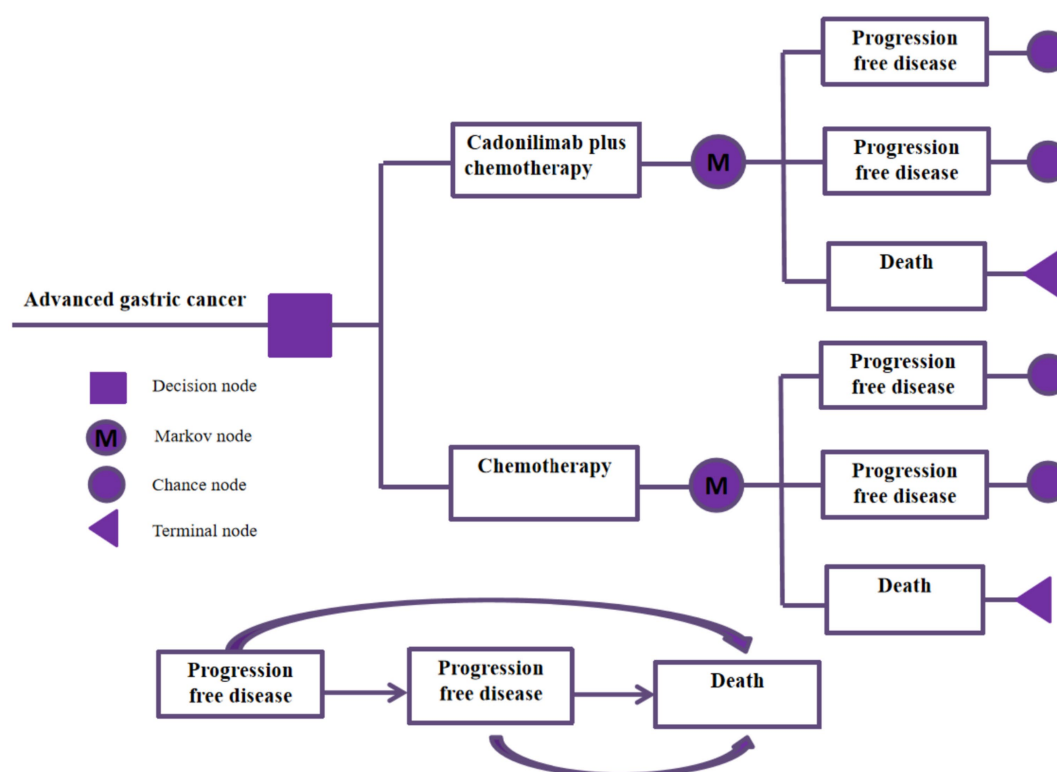 Progression
free disease
Cadonilimab plus
chemotherapy
M
Progression
free disease
Death
Advanced gastric cancer
Progression
free disease
Decision node
M
Markov node
Chemotherapy
M
Progression
free disease
Chance node
Terminal node
Death
Progression
free disease
Progression
free disease
Death